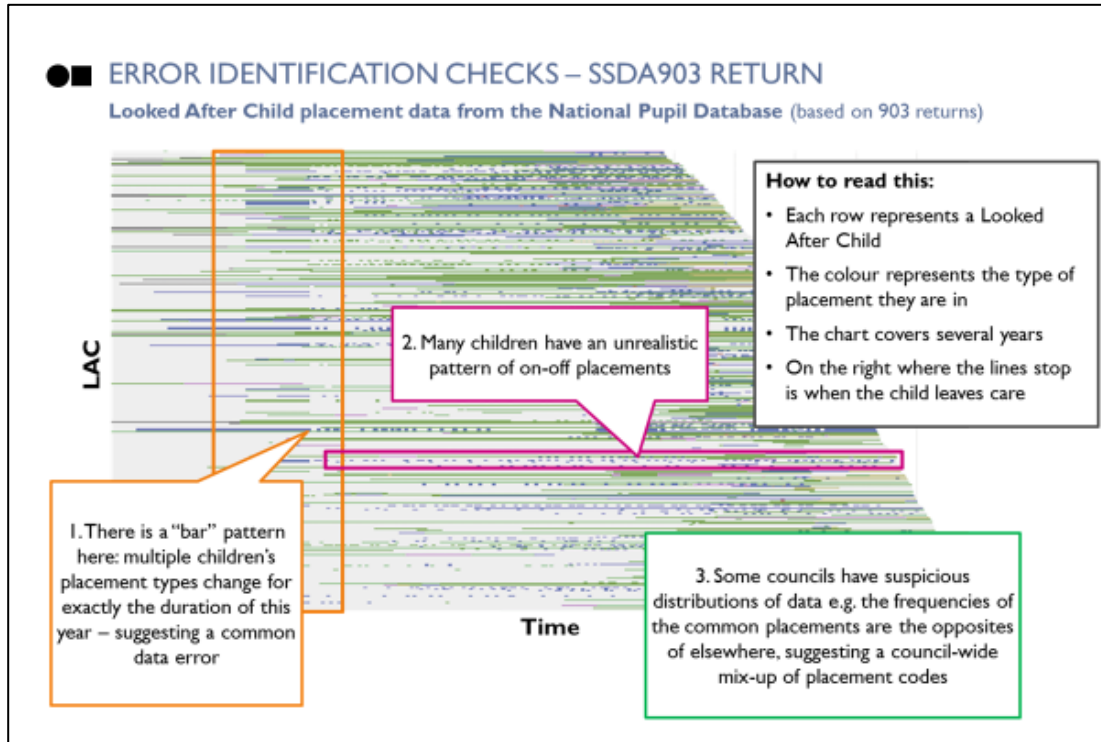 ERROR IDENTIFICATION CHECKS – SSDA903 RETURN
Looked After Child placement data from the National Pupil Database (based on 903 returns)
How to read this:
• Each row represents a Looked
After Child
• The colour represents the type of
placement they are in
• The chart covers several years
• On the right where the lines stop
is when the child leaves care
LAC
2. Many children have an unrealistic
pattern of on-off placements
1. There is a “bar” pattern
here: multiple children’s
placement types change for
exactly the duration of this
year – suggesting a common
data error
Time
3. Some councils have suspicious
distributions of data e.g. the frequencies of
the common placements are the opposites
of elsewhere, suggesting a council-wide
mix-up of placement codes